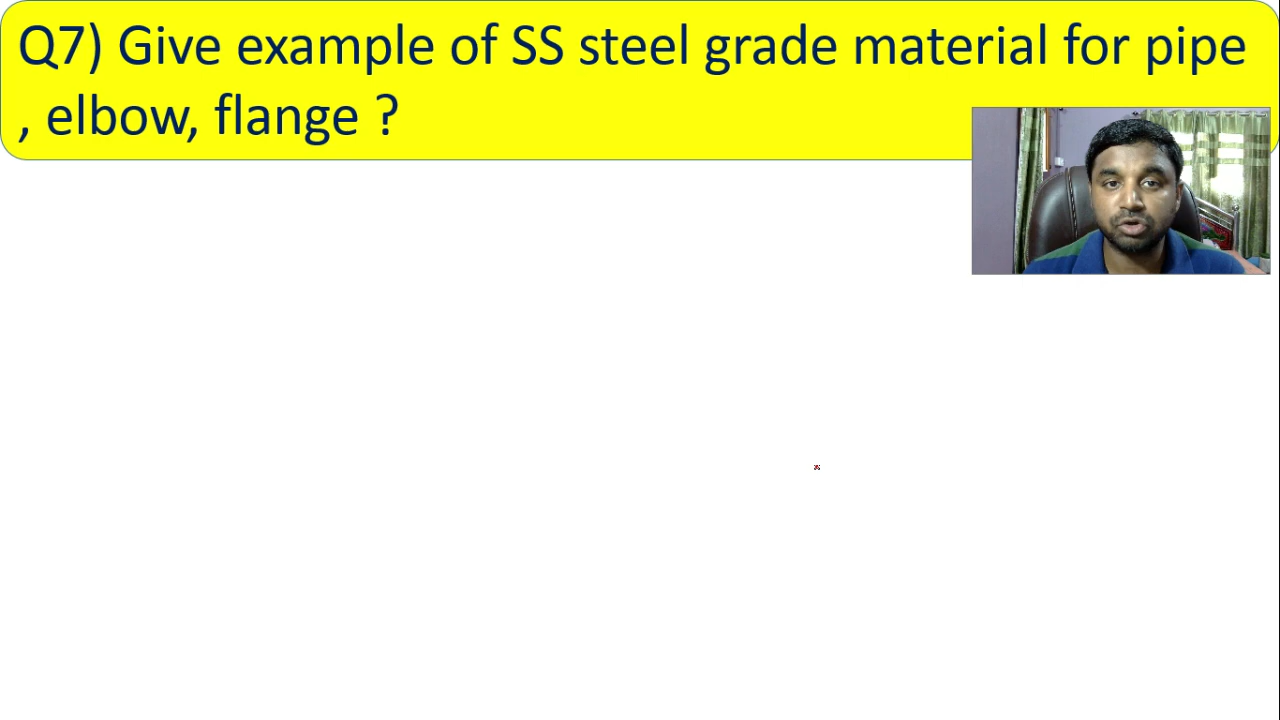 Q7) Give example of SS steel grade material for pipe
, elbow, flange ?